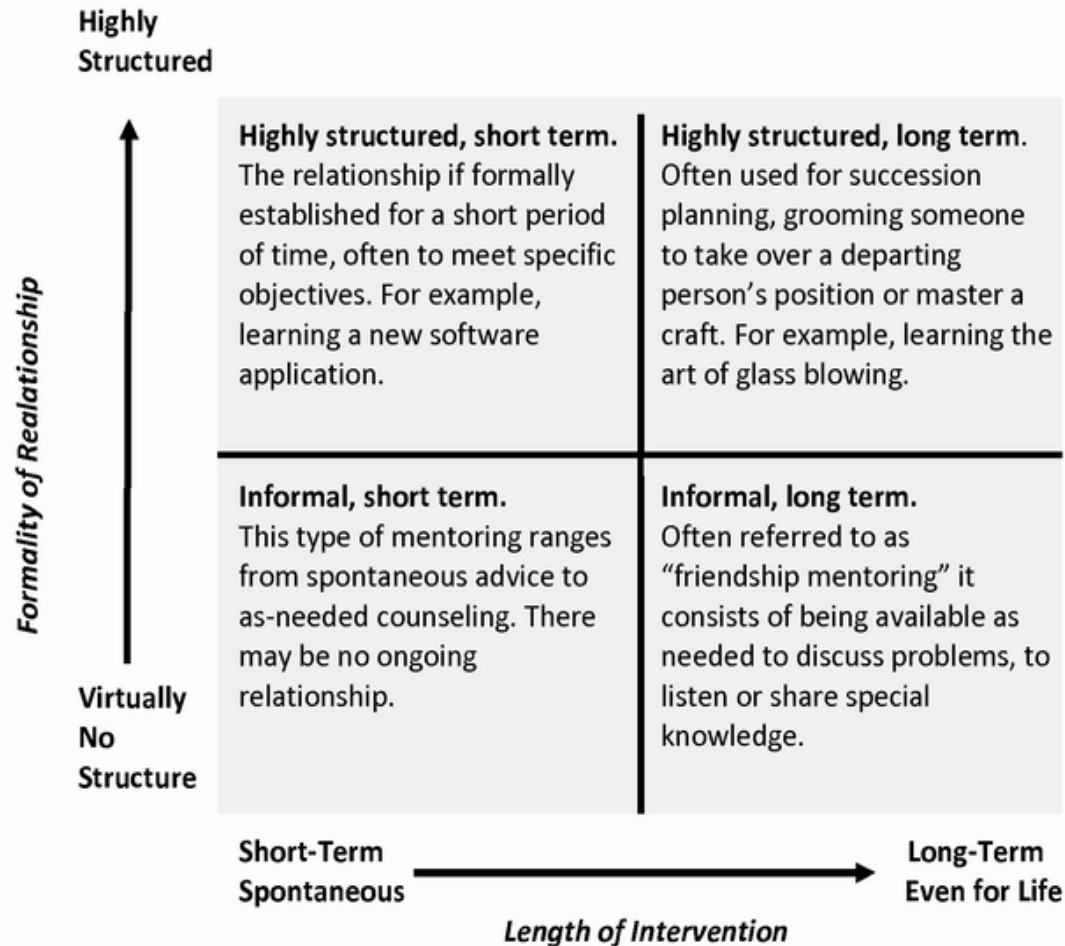 Highly
Structured
Formality of Realationship
Highly structured, short term.
The relationship if formally
established for a short period
of time, often to meet specific
objectives. For example,
learning a new software
application.
Highly structured, long term.
Often used for succession
planning, grooming someone
to take over a departing
person's position or master a
craft. For example, learning the
art of glass blowing.
Informal, short term.
This type of mentoring ranges
from spontaneous advice to
as-needed counseling. There
may be no ongoing
relationship.
Informal, long term.
Often referred to as
“friendship mentoring” it
consists of being available as
needed to discuss problems, to
listen or share special
knowledge.
Virtually
No
Structure
Short-Term
Spontaneous
Long-Term
Even for Life
Length of Intervention